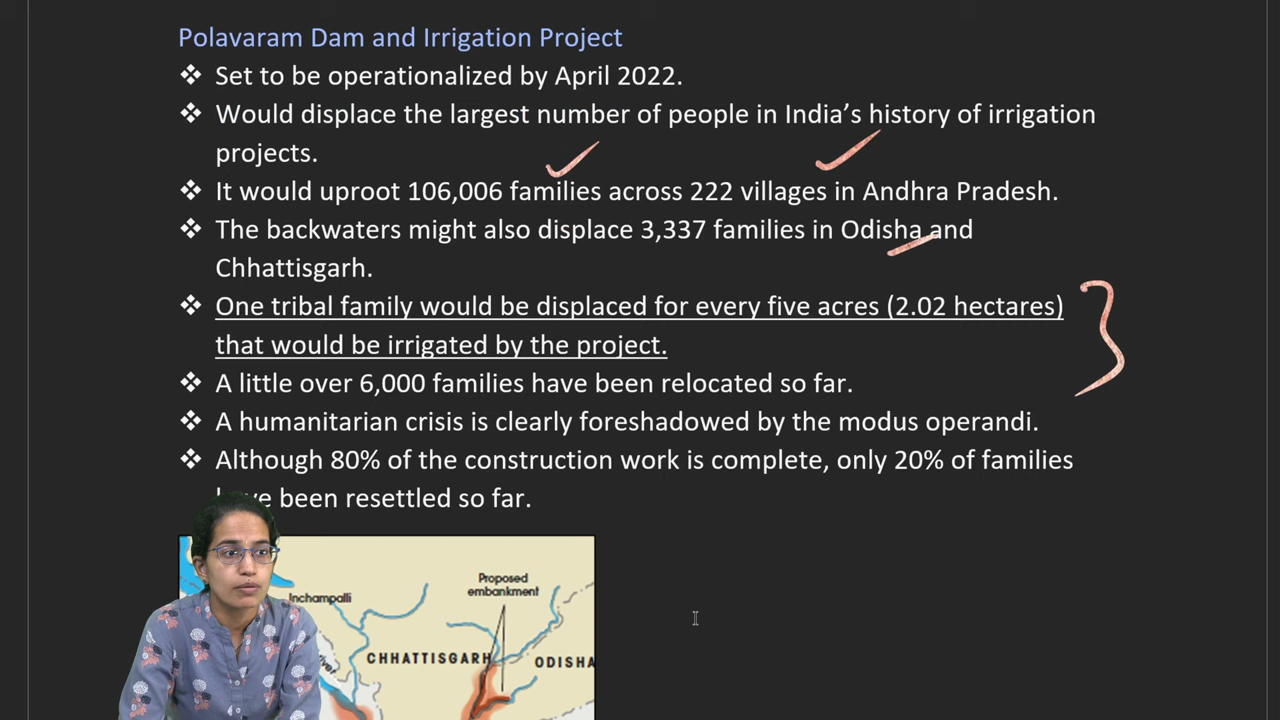 Polavaram Dam and Irrigation Project
❖ Set to be operationalized by April 2022.
❖ Would displace the largest number of people in India’s history of irrigation
projects.
❖ It would uproot 106,006 families across 222 villages in Andhra Pradesh.
❖ The backwaters might also displace 3,337 families in Odisha and
Chhattisgarh.
❖ One tribal family would be displaced for every five acres (2.02 hectares)
that would be irrigated by the project.
❖ A little over 6,000 families have been relocated so far.
❖ A humanitarian crisis is clearly foreshadowed by the modus operandi.
❖ Although 80% of the construction work is complete, only 20% of families
have been resettled so far.
Proposed
embankment
Inchampalli
CHHATTISGARH
ODISHA